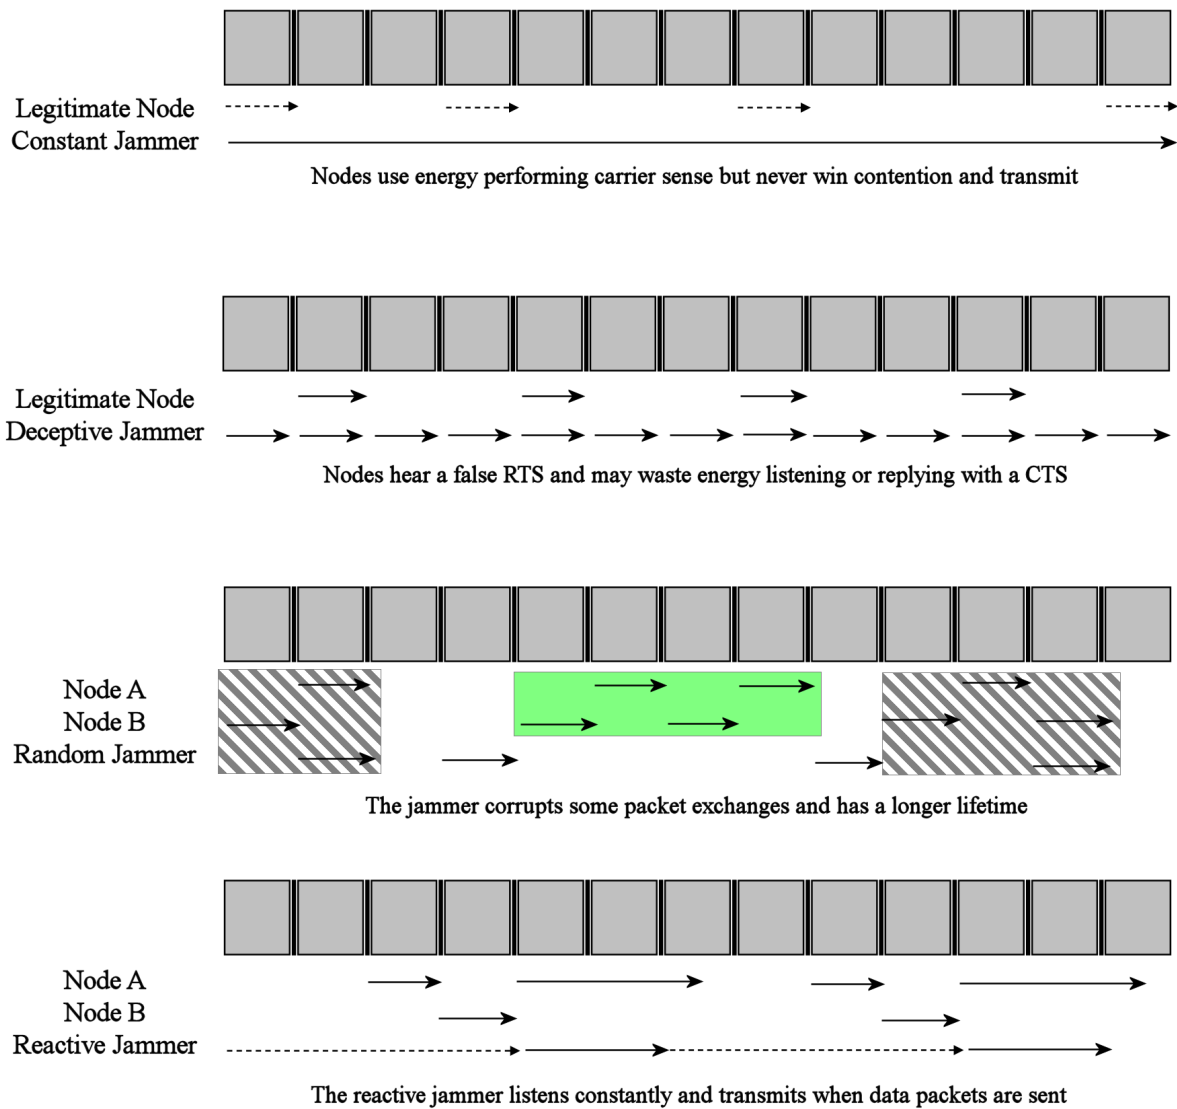 Legitimate Node
Constant Jammer
Nodes use energy performing carrier sense but never win contention and transmit
Legitimate Node
Deceptive Jammer
Nodes hear a false RTS and may waste energy listening or replying with a CTS
Node A
Node B
Random Jammer
The jammer corrupts some packet exchanges and has a longer lifetime
Node A
Node B
Reactive Jammer
The reactive jammer listens constantly and transmits when data packets are sent